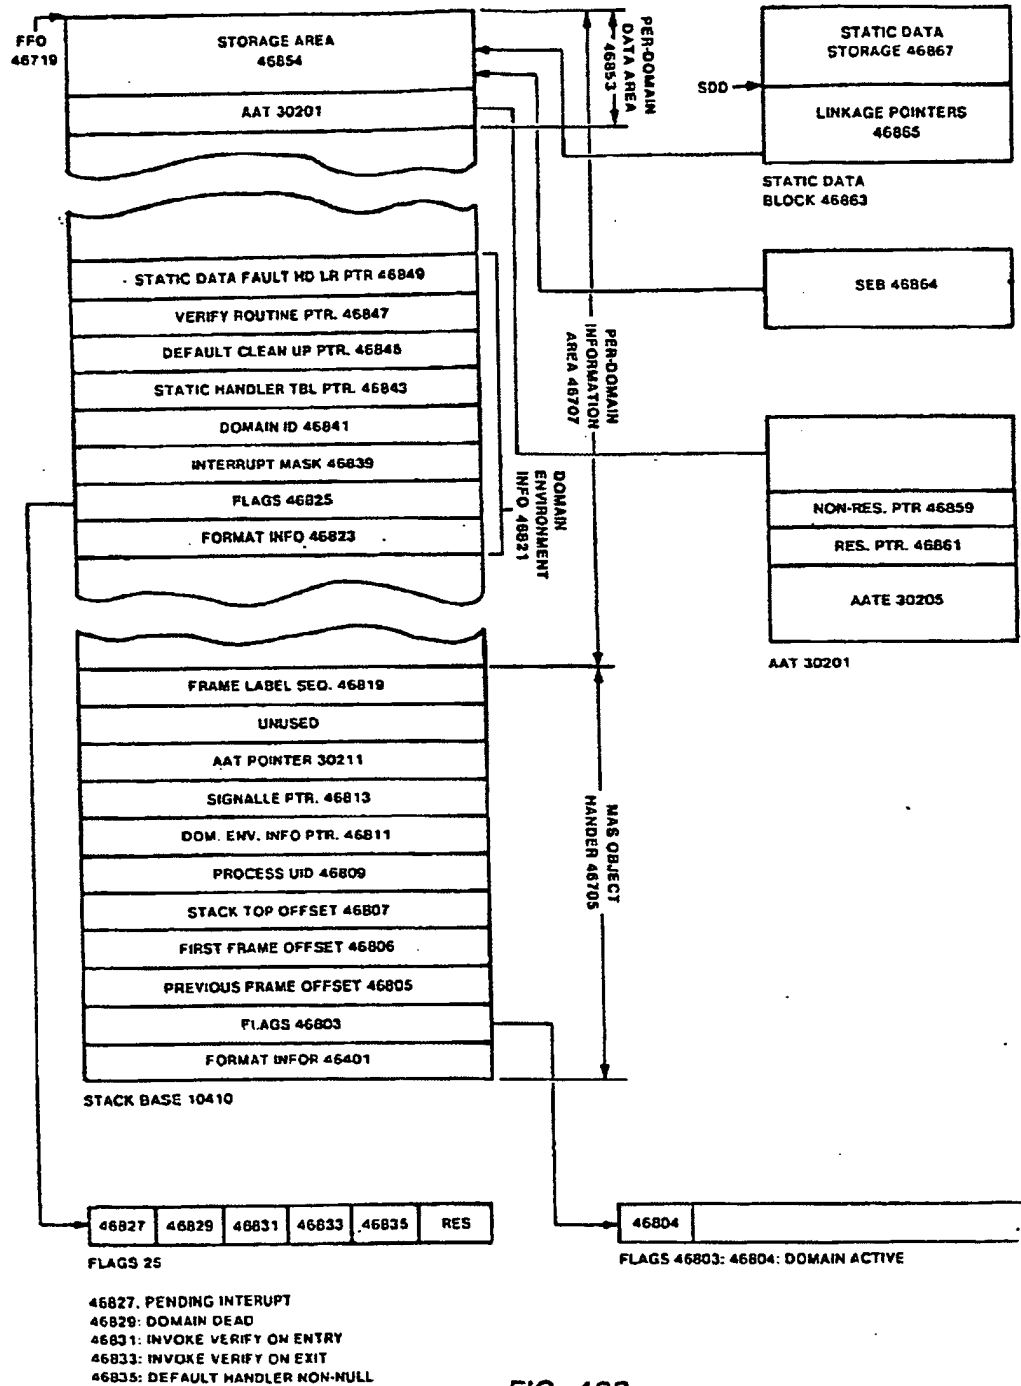 FFO
46719
STORAGE AREA
46854
AAT 30201
PER-DOMAIN
DATA AREA
46853
STATIC DATA
STORAGE 46867
SDD
LINKAGE POINTERS
46865
STATIC DATA
BLOCK 46863
STATIC DATA FAULT HD LR PTR 46849
VERIFY ROUTINE PTR. 46847
DEFAULT CLEAN UP PTR. 46845
STATIC HANDLER TBL PTR. 46843
DOMAIN ID 46841
INTERRUPT MASK 46839
FLAGS 46825
FORMAT INFO 46823
DOMAIN
ENVIRONMENT
INFO 46821
PER-DOMAIN
INFORMATION
AREA 46707
SEB 46864
NON-RES. PTR 46859
RES. PTR. 46861
AATE 30205
AAT 30201
FRAME LABEL SEQ. 46819
UNUSED
AAT POINTER 30211
SIGNALLE PTR. 46813
DOM. ENV. INFO PTR. 46811
PROCESS UID 46809
STACK TOP OFFSET 46807
FIRST FRAME OFFSET 46806
PREVIOUS FRAME OFFSET 46805
FLAGS 46803
FORMAT INFOR 46401
STACK BASE 10410
MAS OBJECT
HANDER 46705
46827 46829 46831 46833 46835 RES
FLAGS 25
46804
FLAGS 46803: 46804: DOMAIN ACTIVE
46827. PENDING INTERUPT
46829: DOMAIN DEAD
46831: INVOKE VERIFY ON ENTRY
46833: INVOKE VERIFY ON EXIT
46835: DEFAULT HANDLER NON-NULL